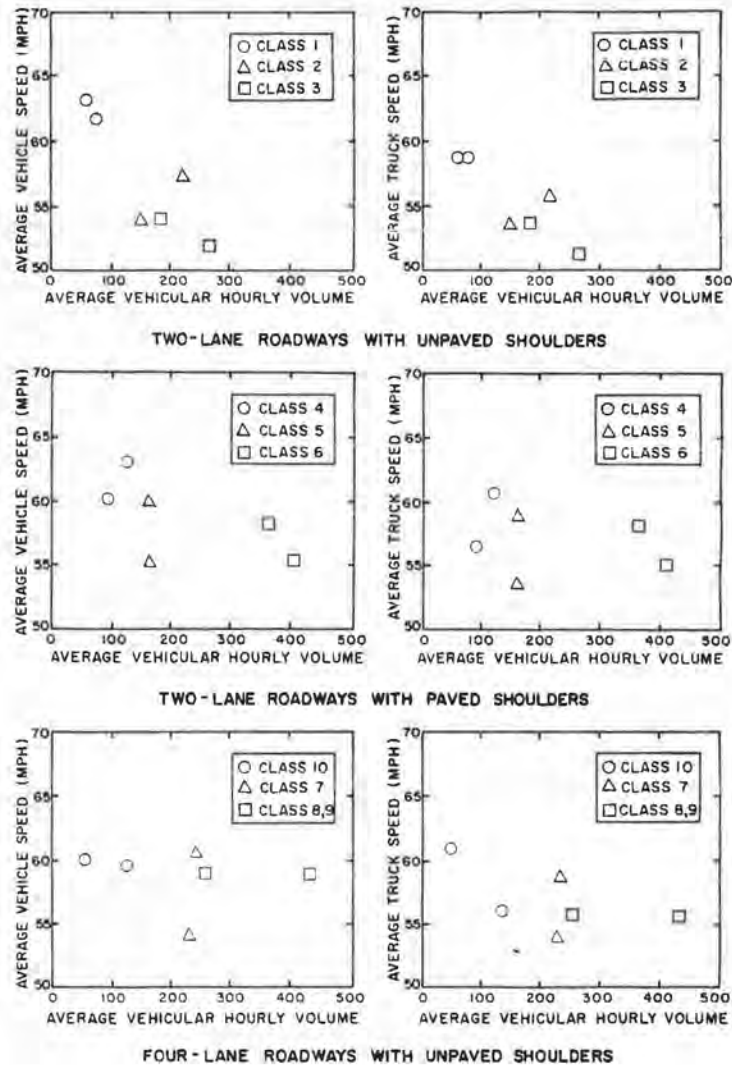 AVERAGE VEHICLE SPEED (MPH)
70
65
60
55
50
0 100 200 300 400 500
AVERAGE VEHICULAR HOURLY VOLUME
CLASS 1
CLASS 2
CLASS 3
AVERAGE TRUCK SPEED (MPH)
70
65
60
55
50
0 100 200 300 400 500
AVERAGE VEHICULAR HOURLY VOLUME
CLASS 1
CLASS 2
CLASS 3
TWO-LANE ROADWAYS WITH UNPAVED SHOULDERS
AVERAGE VEHICLE SPEED (MPH)
70
65
60
55
50
0 100 200 300 400 500
AVERAGE VEHICULAR HOURLY VOLUME
CLASS 4
CLASS 5
CLASS 6
AVERAGE TRUCK SPEED (MPH)
70
65
60
55
50
0 100 200 300 400 500
AVERAGE VEHICULAR HOURLY VOLUME
CLASS 4
CLASS 5
CLASS 6
TWO-LANE ROADWAYS WITH PAVED SHOULDERS
AVERAGE VEHICLE SPEED (MPH)
70
65
60
55
50
0 100 200 300 400 500
AVERAGE VEHICULAR HOURLY VOLUME
CLASS 10
CLASS 7
CLASS 8,9
AVERAGE TRUCK SPEED (MPH)
70
65
60
55
50
0 100 200 300 400 500
AVERAGE VEHICULAR HOURLY VOLUME
CLASS 10
CLASS 7
CLASS 8,9
FOUR-LANE ROADWAYS WITH UNPAVED SHOULDERS